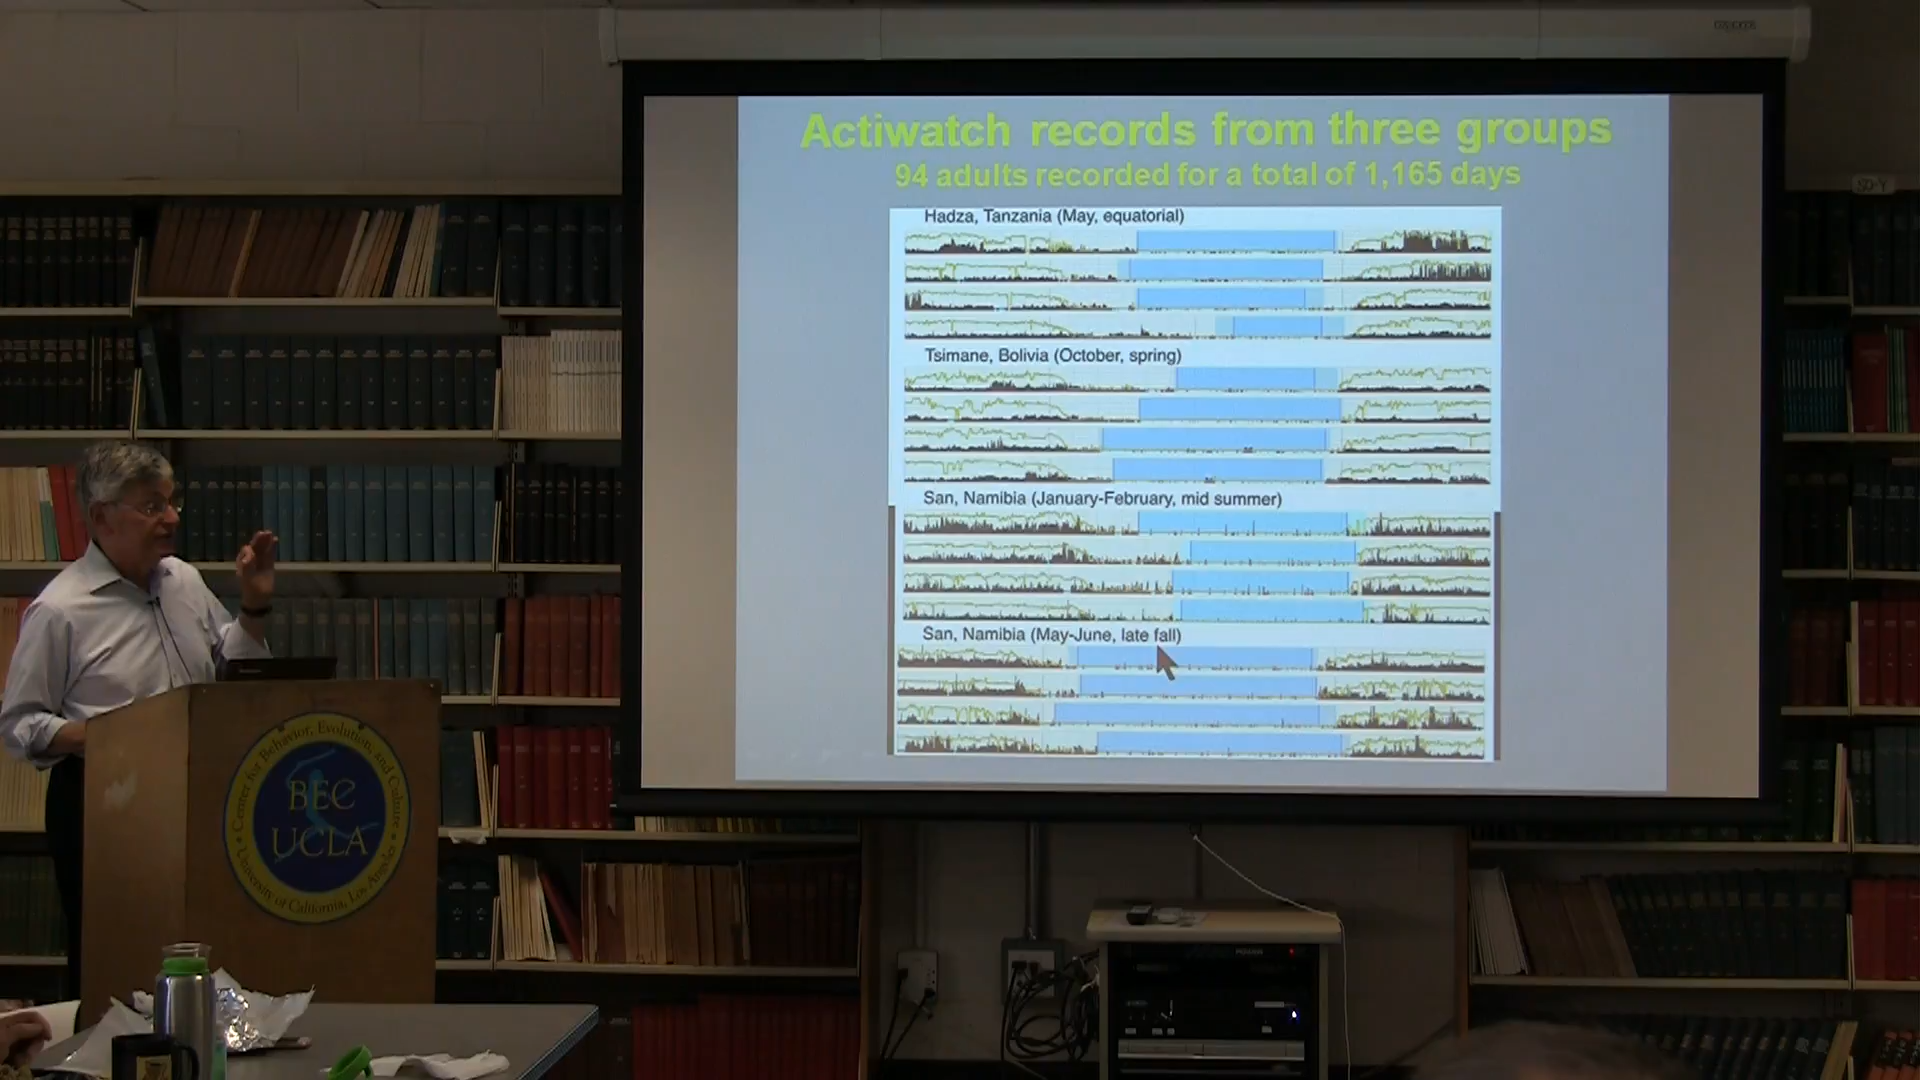 Actiwatch records from three groups
94 adults recorded for a total of 1,165 days
Hadza, Tanzania (May, equatorial)
Tsimane, Bolivia (October, spring)
San, Namibia (January-February, mid summer)
San, Namibia (May-June, late fall)
Center for Behavior, Evolution, and Culture
BEC
UCLA
University of California, Los Angeles